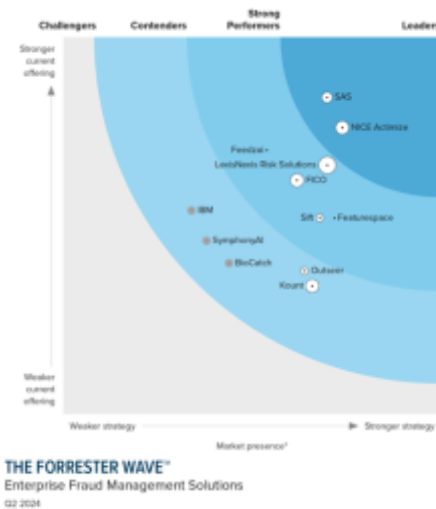 Challengers Contenders Strong Performers Leader
Stronger current offering
SAS
NICE Actimize
Feedzai
LexisNexis Risk Solutions
FICO
IBM
Sift Featurespace
SymphonyAI
BioCatch
Outseer
Kount
Weaker current offering
Weaker strategy Stronger strategy
Market presence*
THE FORRESTER WAVE™
Enterprise Fraud Management Solutions
Q2 2024